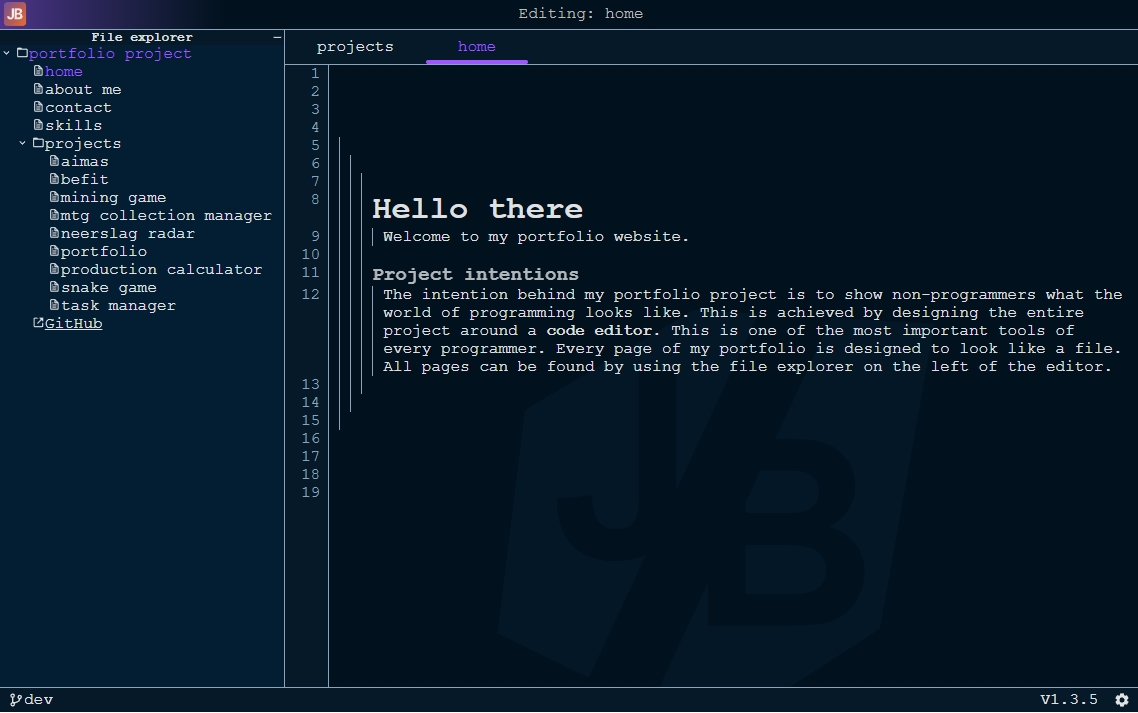 JB
Editing: home
File explorer
portfolio project
home
about me
contact
skills
projects
aimas
befit
mining game
mtg collection manager
neerslag radar
portfolio
production calculator
snake game
task manager
GitHub
projects home
1
2
3
4
5
6
7
8 Hello there
9 Welcome to my portfolio website.
10
11 Project intentions
12 The intention behind my portfolio project is to show non-programmers what the
world of programming looks like. This is achieved by designing the entire
project around a code editor. This is one of the most important tools of
every programmer. Every page of my portfolio is designed to look like a file.
All pages can be found by using the file explorer on the left of the editor.
13
14
15
16
17
18
19
JB
dev
V1.3.5